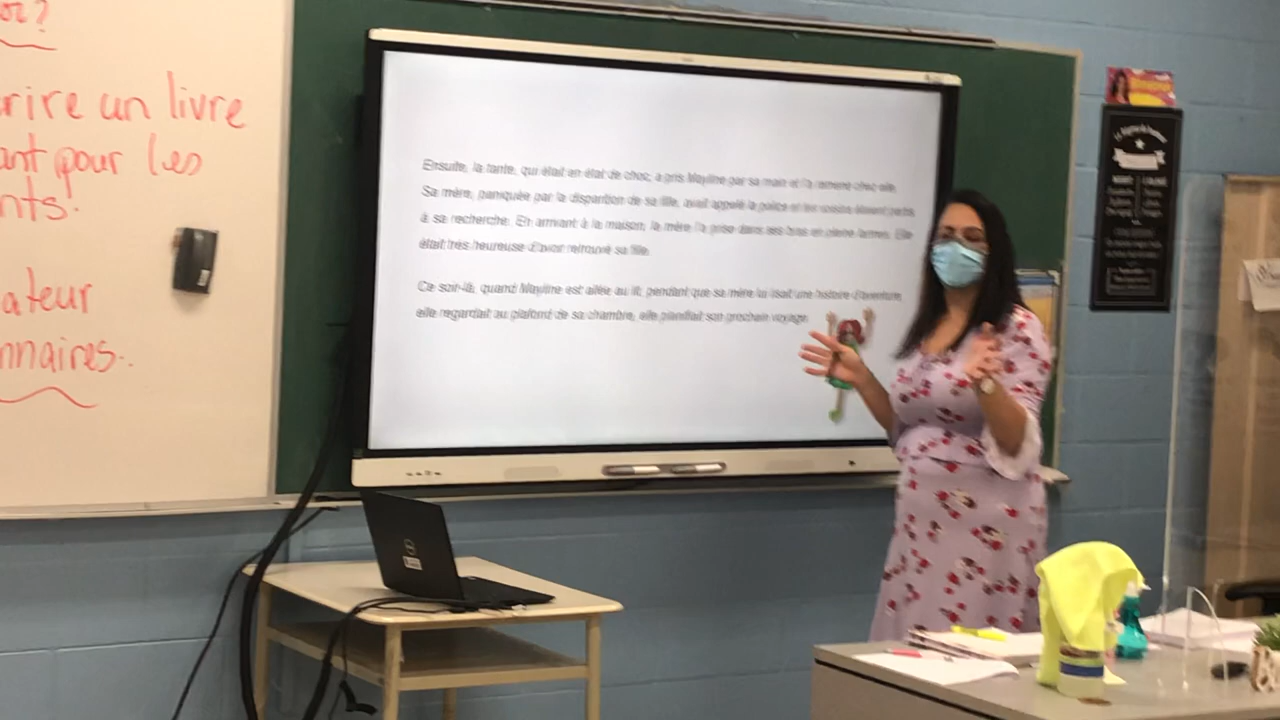 or?
rire un livre
ant pour les
nts!
ateur
nnaires.
Ensuite, la tante, qui était en état de choc, a pris Mayline par sa main et l'a ramené chez elle.
Sa mère, paniquée par la disparition de sa fille, avait appelé la police et les voisins étaient partis
à sa recherche. En arrivant à la maison, la mère l'a prise dans ses bras en pleine larmes. Elle
était très heureuse d'avoir retrouvé sa fille.
Ce soir-là, quand Mayline est allée au lit, pendant que sa mère lui lisait une histoire d'aventure,
elle regardait au plafond de sa chambre, elle planifiait son prochain voyage.